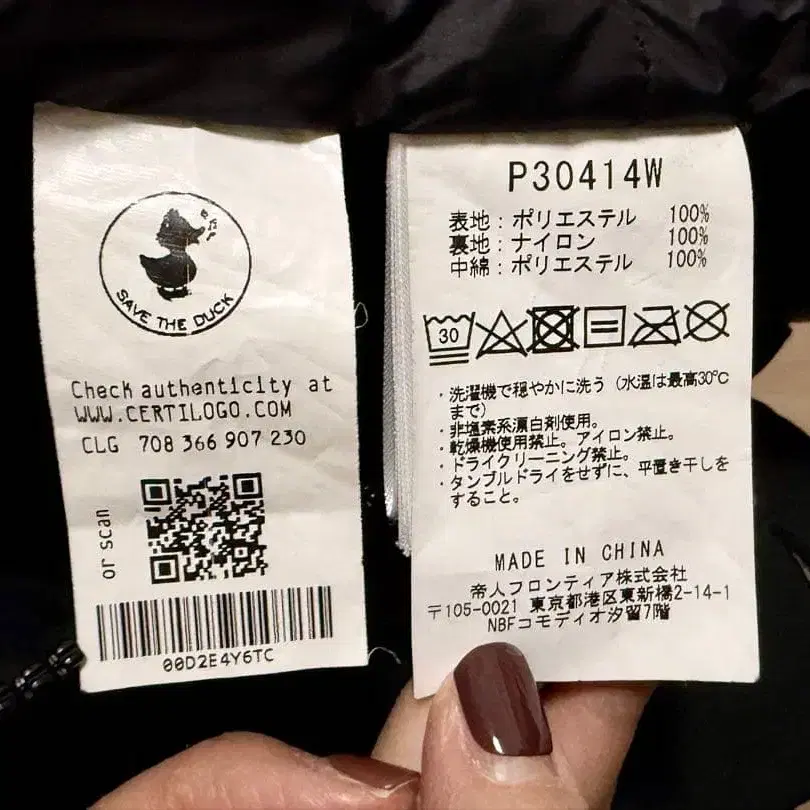 SAVE THE DUCK
Check authenticity at
WWW.CERTILOGO.COM
CLG 708 366 907 230
or scan
00D2E4Y6TC
P30414W
表地：ポリエステル 100%
裏地：ナイロン 100%
中綿：ポリエステル 100%
30
・洗濯機で穏やかに洗う（水温は最高30℃
まで）
・非塩素系漂白剤使用。
・乾燥機使用禁止。アイロン禁止。
・ドライクリーニング禁止。
・タンブルドライをせずに、平置き干しを
すること。
MADE IN CHINA
帝人フロンティア株式会社
〒105-0021 東京都港区東新橋2-14-1
NBFコモディオ汐留7階